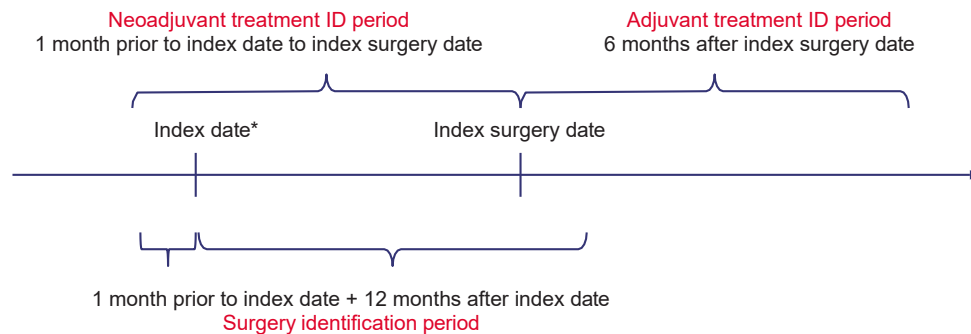 Neoadjuvant treatment ID period
1 month prior to index date to index surgery date
Adjuvant treatment ID period
6 months after index surgery date
Index date*
Index surgery date
1 month prior to index date + 12 months after index date
Surgery identification period